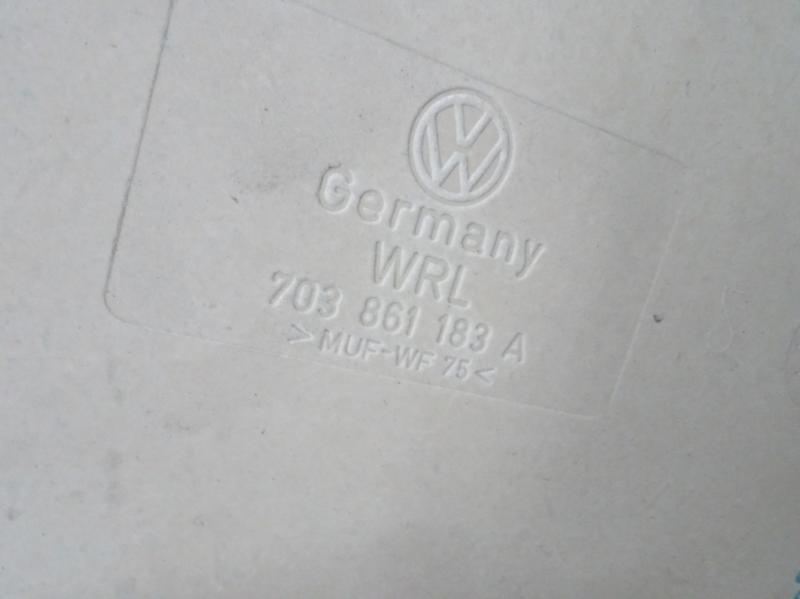 Germany
WRL
703 861 183 A
>MUF-WF 75<